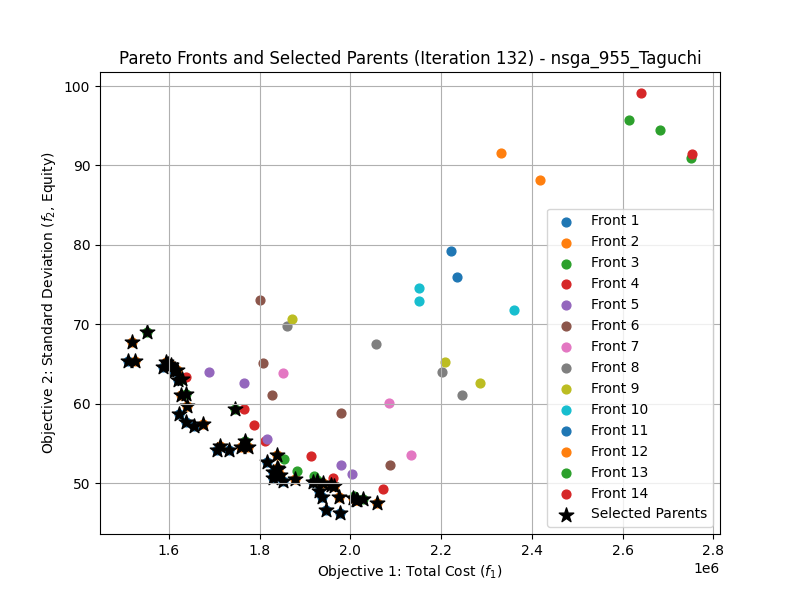 Pareto Fronts and Selected Parents (Iteration 132) - nsga_955_Taguchi
Objective 2: Standard Deviation (f₂, Equity)
100
90
80
70
60
50
Front 1
Front 2
Front 3
Front 4
Front 5
Front 6
Front 7
Front 8
Front 9
Front 10
Front 11
Front 12
Front 13
Front 14
Selected Parents
1.6 1.8 2.0 2.2 2.4 2.6 2.8
1e6
Objective 1: Total Cost (f₁)